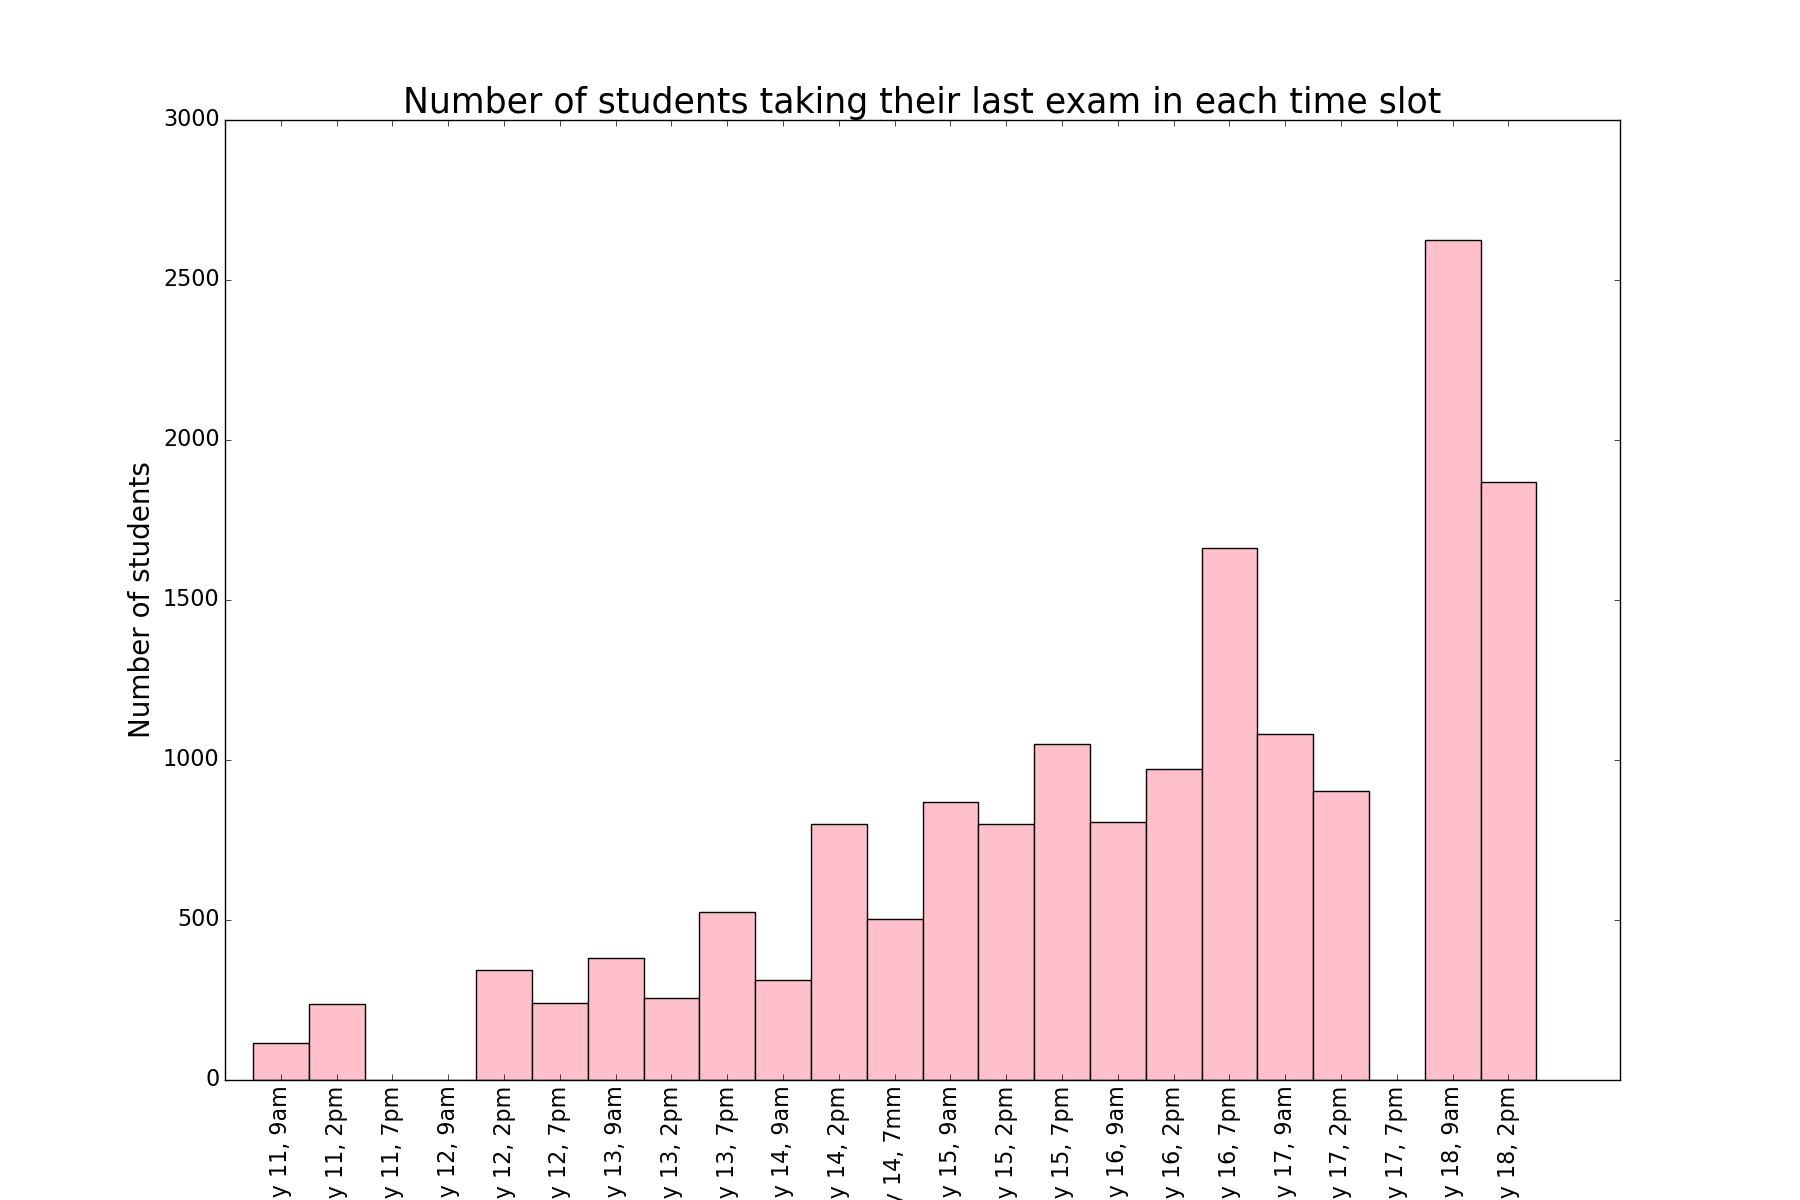 Number of students taking their last exam in each time slot
3000
2500
2000
1500
1000
500
0
Number of students
y 11, 9am
y 11, 2pm
y 11, 7pm
y 12, 9am
y 12, 2pm
y 12, 7pm
y 13, 9am
y 13, 2pm
y 13, 7pm
y 14, 9am
y 14, 2pm
y 14, 7mm
y 15, 9am
y 15, 2pm
y 15, 7pm
y 16, 9am
y 16, 2pm
y 16, 7pm
y 17, 9am
y 17, 2pm
y 17, 7pm
y 18, 9am
y 18, 2pm